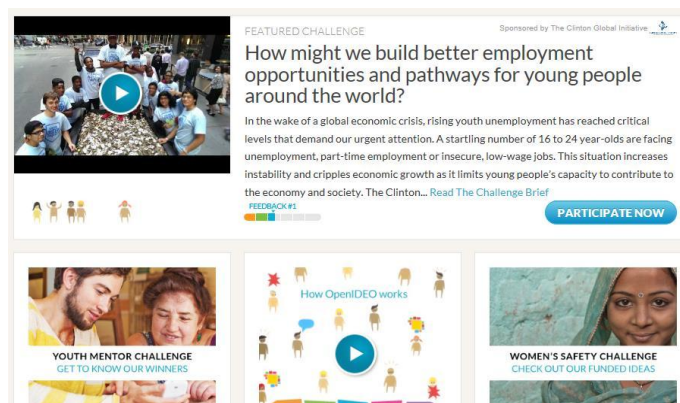 FEATURED CHALLENGE
Sponsored by The Clinton Global Initiative
How might we build better employment
opportunities and pathways for young people
around the world?
In the wake of a global economic crisis, rising youth unemployment has reached critical
levels that demand our urgent attention. A startling number of 16 to 24 year-olds are facing
unemployment, part-time employment or insecure, low-wage jobs. This situation increases
instability and cripples economic growth as it limits young people's capacity to contribute to
the economy and society. The Clinton... Read The Challenge Brief
FEEDBACK #1
PARTICIPATE NOW
YOUTH MENTOR CHALLENGE
GET TO KNOW OUR WINNERS
How OpenIDEO works
WOMEN'S SAFETY CHALLENGE
CHECK OUT OUR FUNDED IDEAS